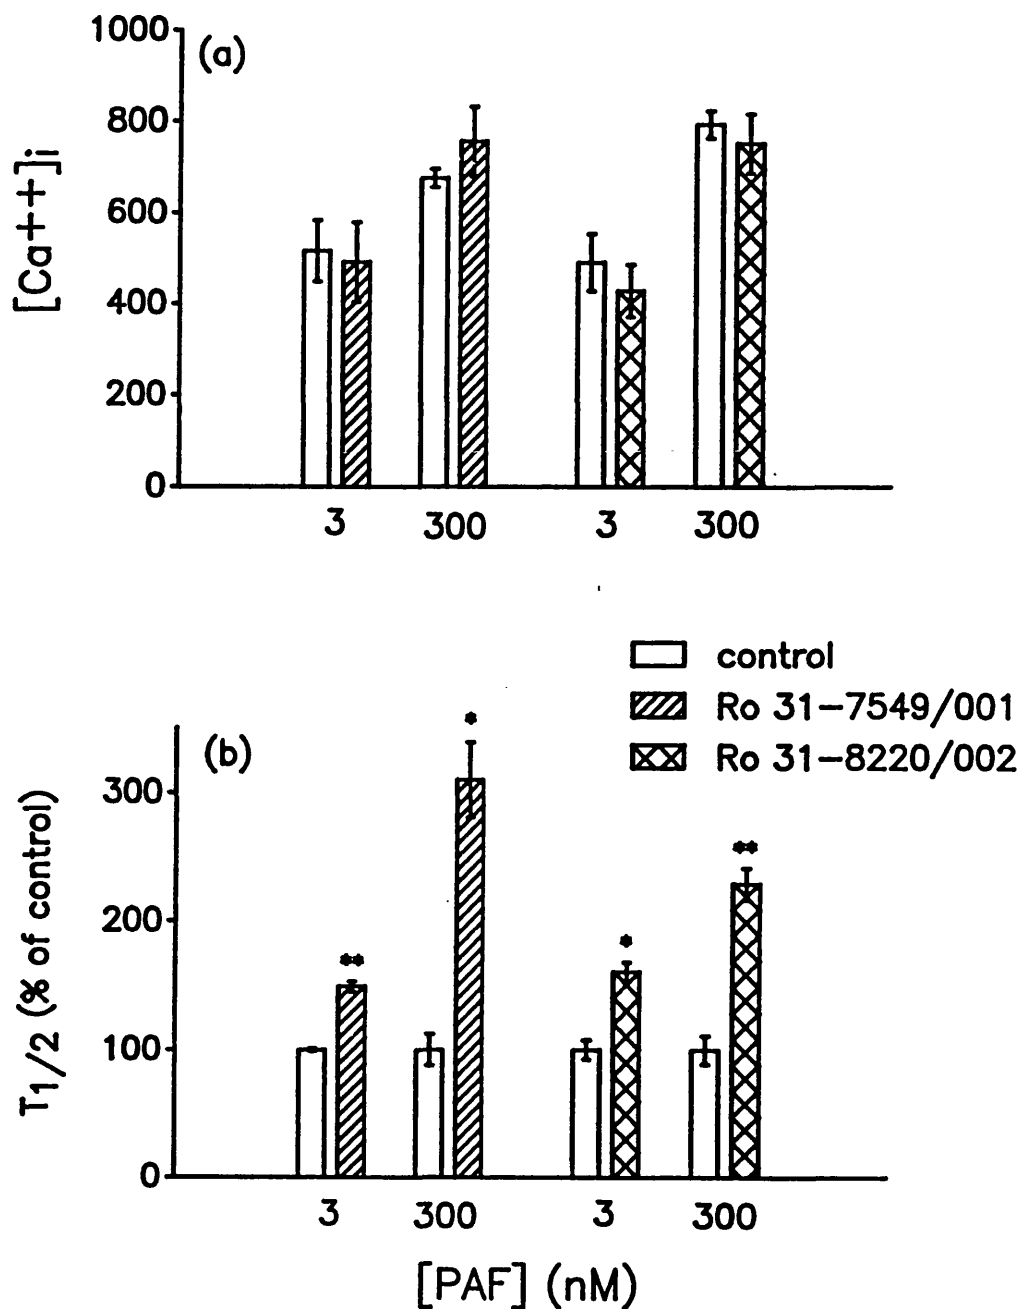 (a)
[Ca++]i
1000
800
600
400
200
0
3 300 3 300
control
Ro 31-7549/001
Ro 31-8220/002
(b)
T1/2 (% of control)
300
200
100
0
** * * **
3 300 3 300
[PAF] (nM)